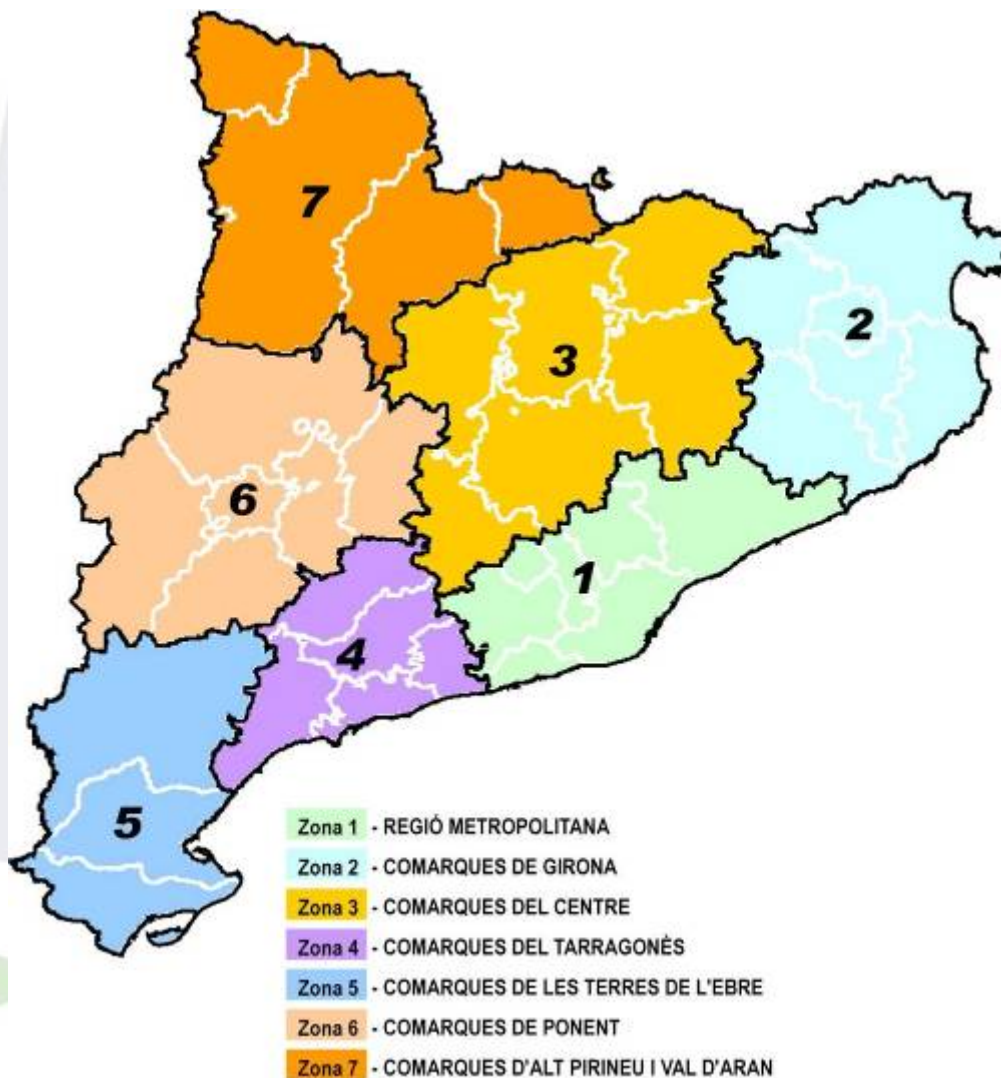 7
2
3
6
1
4
5
Zona 1 - REGIÓ METROPOLITANA
Zona 2 - COMARQUES DE GIRONA
Zona 3 - COMARQUES DEL CENTRE
Zona 4 - COMARQUES DEL TARRAGONÈS
Zona 5 - COMARQUES DE LES TERRES DE L'EBRE
Zona 6 - COMARQUES DE PONENT
Zona 7 - COMARQUES D'ALT PIRINEU I VAL D'ARAN